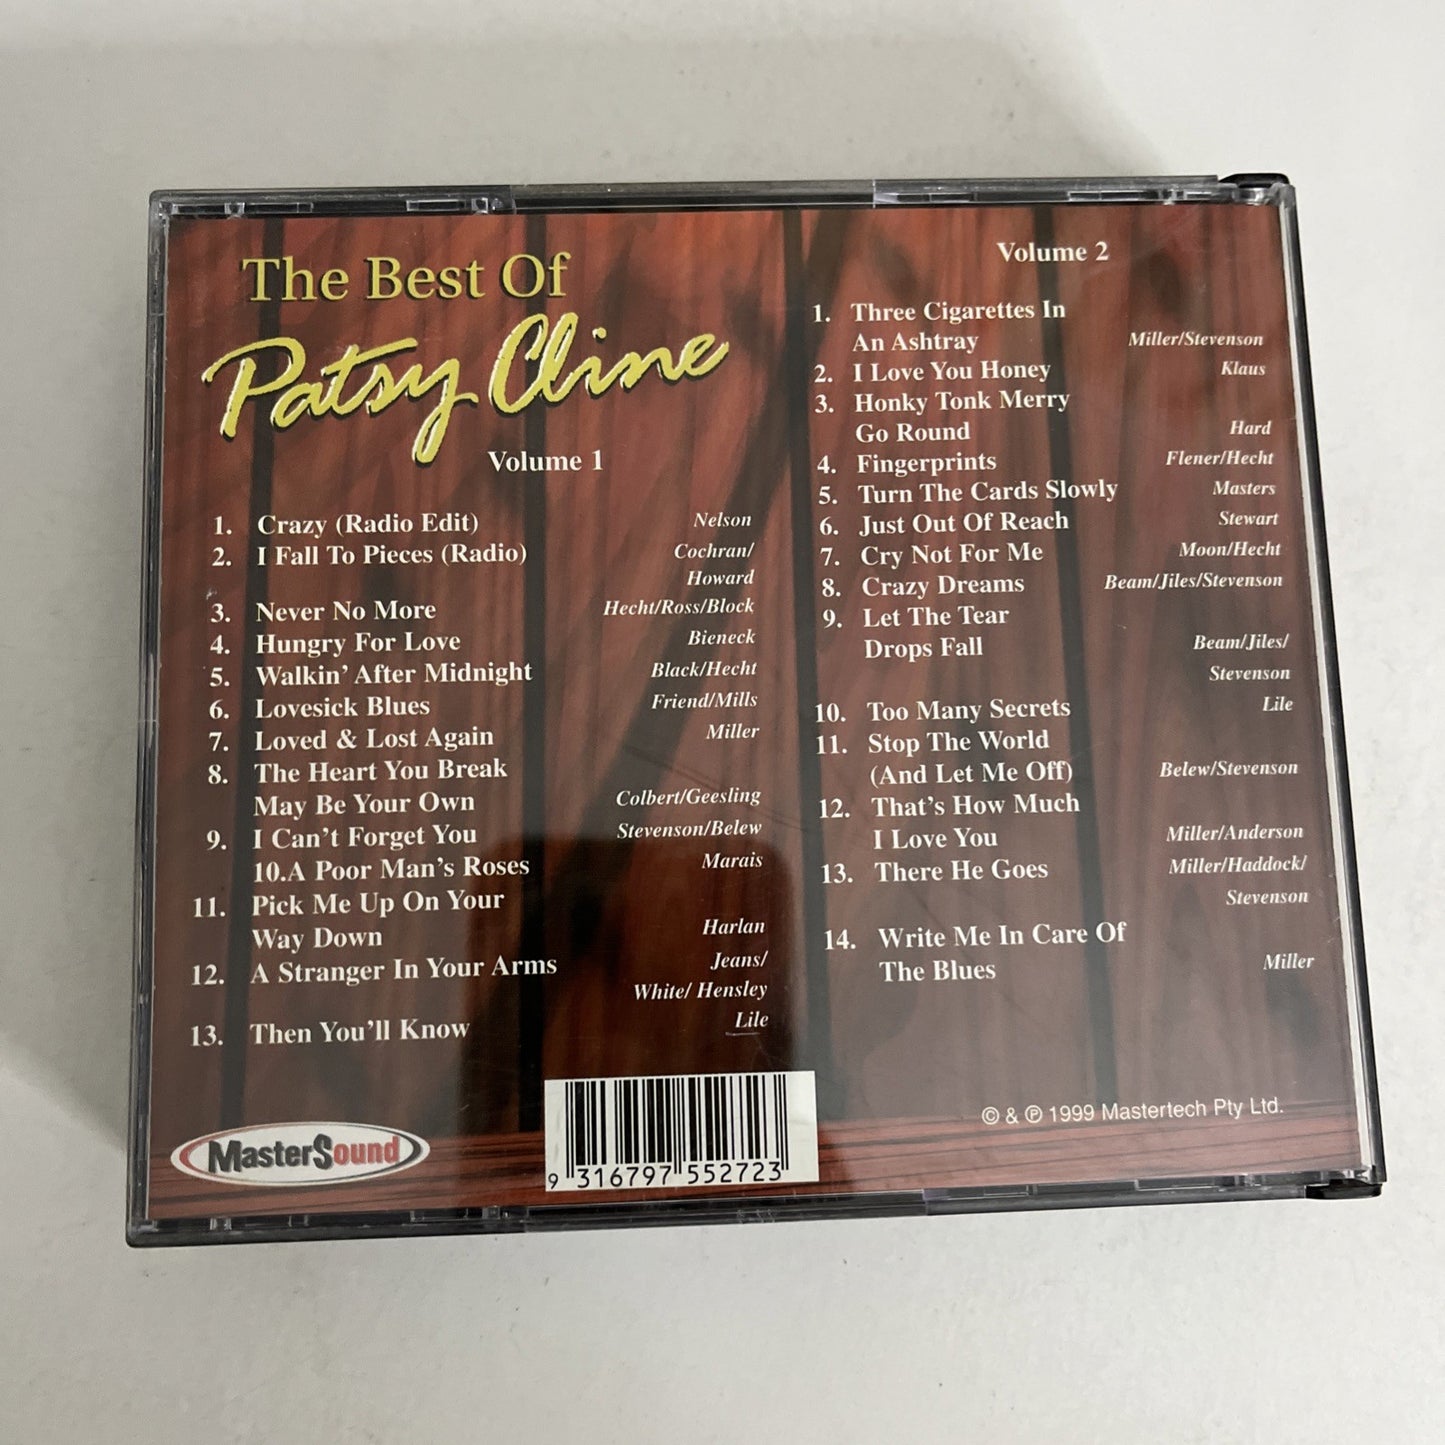 The Best Of
Patsy Cline
Volume 1
1. Crazy (Radio Edit) Nelson
2. I Fall To Pieces (Radio) Cochran/
Howard
3. Never No More Hecht/Ross/Block
4. Hungry For Love Bieneck
5. Walkin' After Midnight Black/Hecht
6. Lovesick Blues Friend/Mills
7. Loved & Lost Again Miller
8. The Heart You Break
May Be Your Own Colbert/Geesling
9. I Can't Forget You Stevenson/Belew
10.A Poor Man's Roses Marais
11. Pick Me Up On Your
Way Down Harlan
12. A Stranger In Your Arms Jeans/
White/ Hensley
13. Then You'll Know Lile
Volume 2
1. Three Cigarettes In
An Ashtray Miller/Stevenson
2. I Love You Honey Klaus
3. Honky Tonk Merry
Go Round Hard
4. Fingerprints Flener/Hecht
5. Turn The Cards Slowly Masters
6. Just Out Of Reach Stewart
7. Cry Not For Me Moon/Hecht
8. Crazy Dreams Beam/Jiles/Stevenson
9. Let The Tear
Drops Fall Beam/Jiles/
Stevenson
10. Too Many Secrets Lile
11. Stop The World
(And Let Me Off) Belew/Stevenson
12. That's How Much
I Love You Miller/Anderson
13. There He Goes Miller/Haddock/
Stevenson
14. Write Me In Care Of
The Blues Miller
© & ℗ 1999 Mastertech Pty Ltd.
MasterSound
9 316797 552723